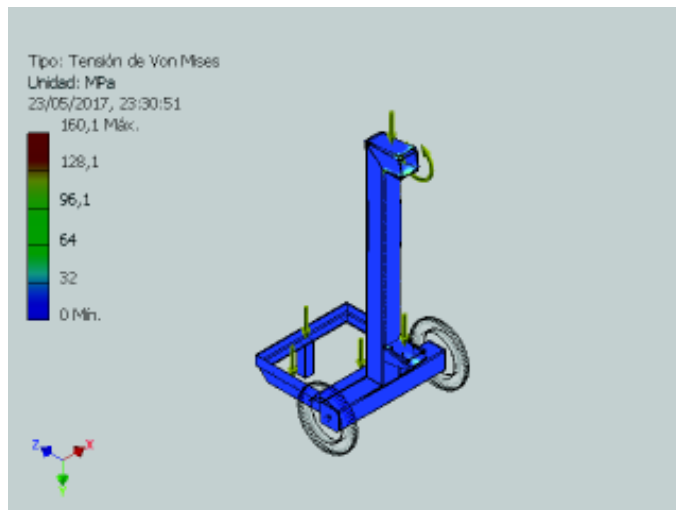 Tipo: Tensión de Von Mises
Unidad: MPa
23/05/2017, 23:30:51
160,1 Máx.
128,1
96,1
64
32
0 Mín.
Z
X
Y